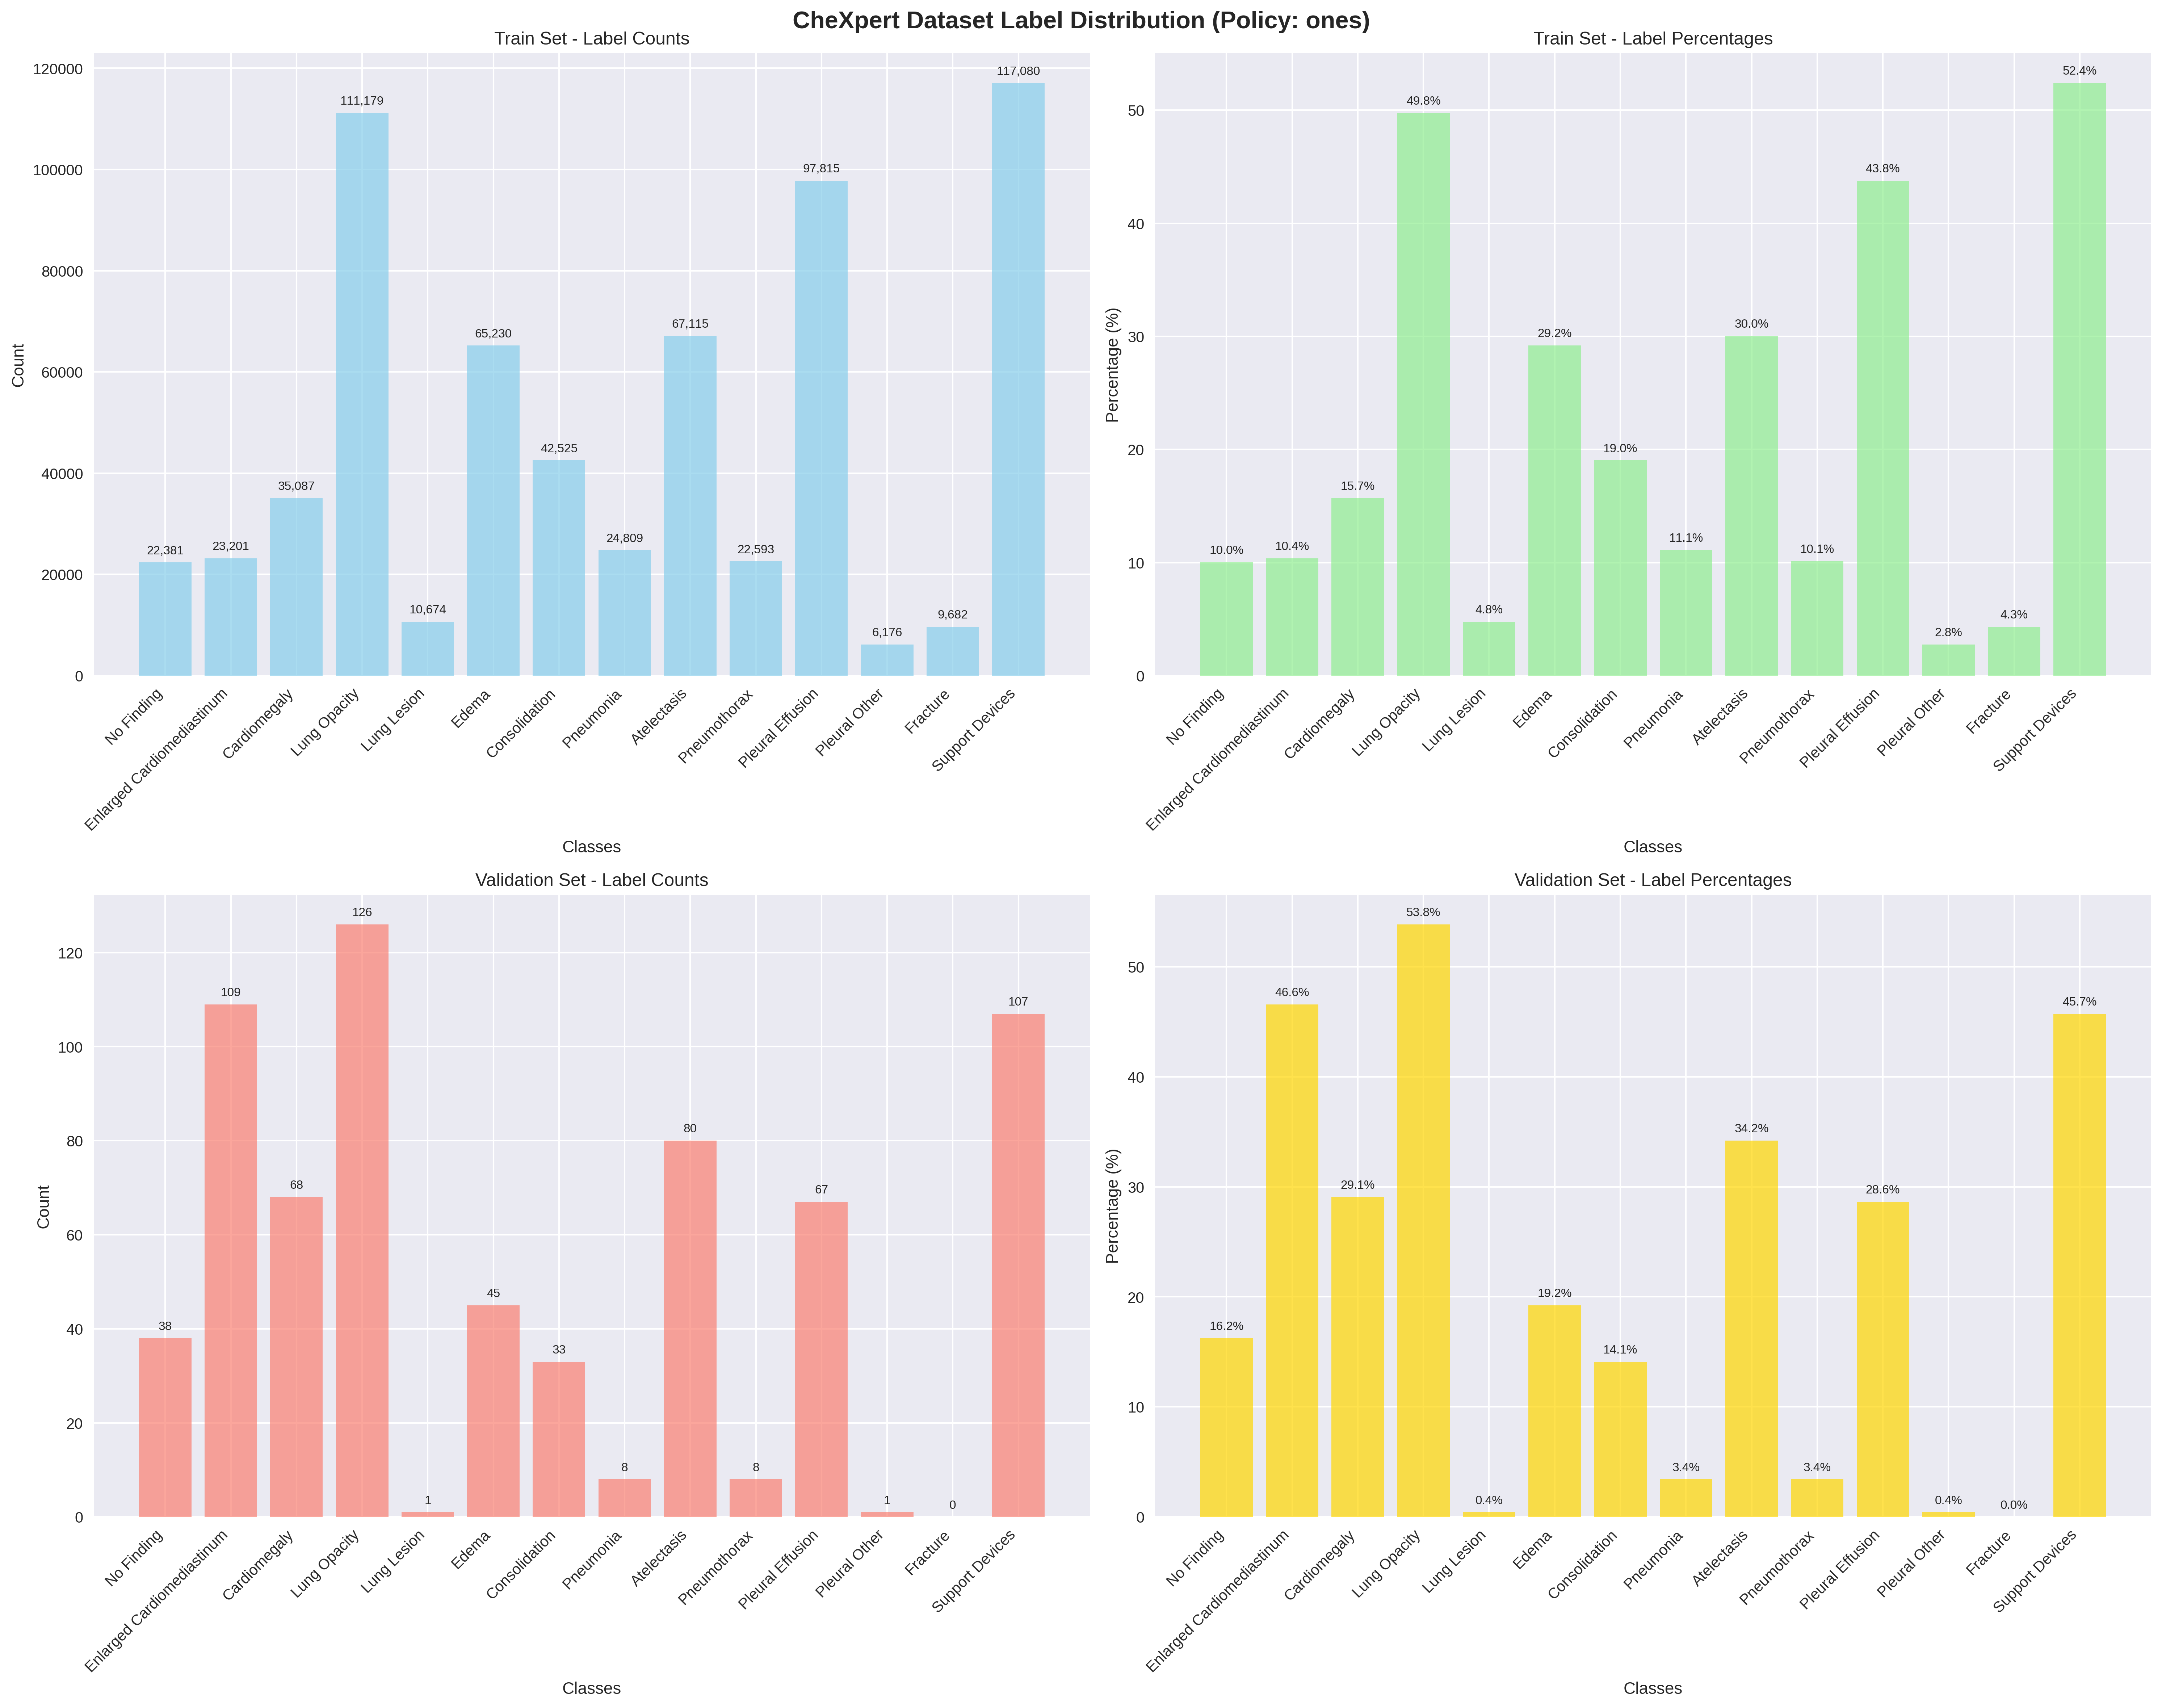 CheXpert Dataset Label Distribution (Policy: ones)
Train Set - Label Counts
Count
120000
100000
80000
60000
40000
20000
0
22,381
23,201
35,087
111,179
10,674
65,230
42,525
24,809
67,115
22,593
97,815
6,176
9,682
117,080
No Finding
Enlarged Cardiomediastinum
Cardiomegaly
Lung Opacity
Lung Lesion
Edema
Consolidation
Pneumonia
Atelectasis
Pneumothorax
Pleural Effusion
Pleural Other
Fracture
Support Devices
Classes
Train Set - Label Percentages
Percentage (%)
50
40
30
20
10
0
10.0%
10.4%
15.7%
49.8%
4.8%
29.2%
19.0%
11.1%
30.0%
10.1%
43.8%
2.8%
4.3%
52.4%
No Finding
Enlarged Cardiomediastinum
Cardiomegaly
Lung Opacity
Lung Lesion
Edema
Consolidation
Pneumonia
Atelectasis
Pneumothorax
Pleural Effusion
Pleural Other
Fracture
Support Devices
Classes
Validation Set - Label Counts
Count
120
100
80
60
40
20
0
38
109
68
126
1
45
33
8
80
8
67
1
0
107
No Finding
Enlarged Cardiomediastinum
Cardiomegaly
Lung Opacity
Lung Lesion
Edema
Consolidation
Pneumonia
Atelectasis
Pneumothorax
Pleural Effusion
Pleural Other
Fracture
Support Devices
Classes
Validation Set - Label Percentages
Percentage (%)
50
40
30
20
10
0
16.2%
46.6%
29.1%
53.8%
0.4%
19.2%
14.1%
3.4%
34.2%
3.4%
28.6%
0.4%
0.0%
45.7%
No Finding
Enlarged Cardiomediastinum
Cardiomegaly
Lung Opacity
Lung Lesion
Edema
Consolidation
Pneumonia
Atelectasis
Pneumothorax
Pleural Effusion
Pleural Other
Fracture
Support Devices
Classes